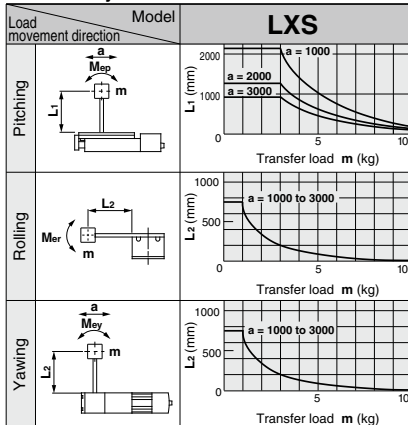 Model
Load
movement direction
LXS
Pitching
a
Mep
m
L1
L1 (mm)
2000
1000
a = 1000
a = 2000
a = 3000
5
10
Transfer load m (kg)
Rolling
L2
Mer
m
L2 (mm)
1000
500
0
a = 1000 to 3000
5
10
Transfer load m (kg)
Yawing
a
Mey
m
L2
L2 (mm)
1000
500
0
a = 1000 to 3000
5
10
Transfer load m (kg)